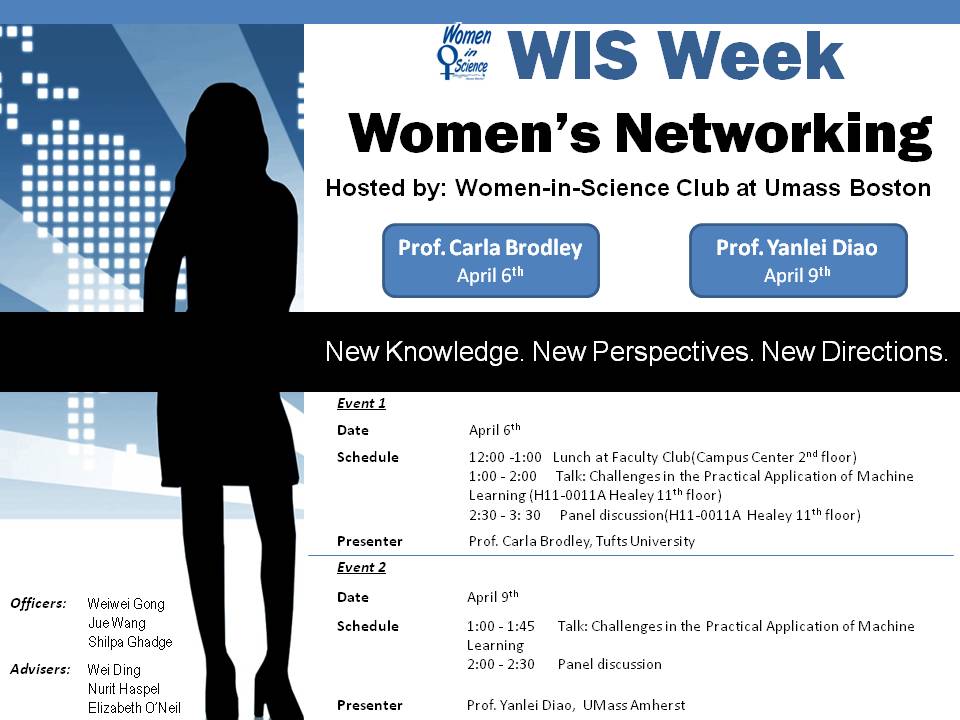 Women
in
Science
WIS Week
Women's Networking
Hosted by: Women-in-Science Club at Umass Boston
Prof. Carla Brodley
April 6th
Prof. Yanlei Diao
April 9th
New Knowledge. New Perspectives. New Directions.
Event 1
Date April 6th
Schedule 12:00 -1:00 Lunch at Faculty Club(Campus Center 2nd floor)
1:00 - 2:00 Talk: Challenges in the Practical Application of Machine
Learning (H11-0011A Healey 11th floor)
2:30 - 3: 30 Panel discussion(H11-0011A Healey 11th floor)
Presenter Prof. Carla Brodley, Tufts University
Event 2
Date April 9th
Schedule 1:00 - 1:45 Talk: Challenges in the Practical Application of Machine
Learning
2:00 - 2:30 Panel discussion
Presenter Prof. Yanlei Diao, UMass Amherst
Officers: Weiwei Gong
Jue Wang
Shilpa Ghadge
Advisers: Wei Ding
Nurit Haspel
Elizabeth O'Neil